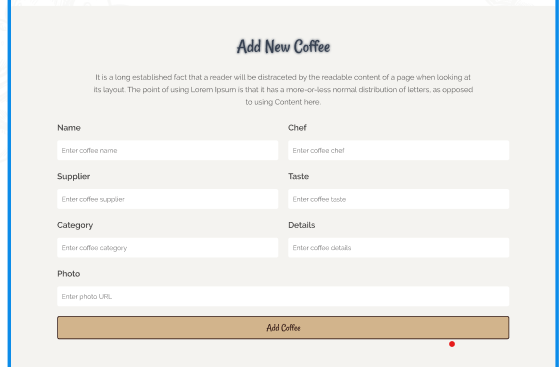 Add New Coffee
It is a long established fact that a reader will be distraceted by the readable content of a page when looking at
its layout. The point of using Lorem Ipsum is that it has a more-or-less normal distribution of letters, as opposed
to using Content here.
Name Chef
Enter coffee name Enter coffee chef
Supplier Taste
Enter coffee supplier Enter coffee taste
Category Details
Enter coffee category Enter coffee details
Photo
Enter photo URL
Add Coffee